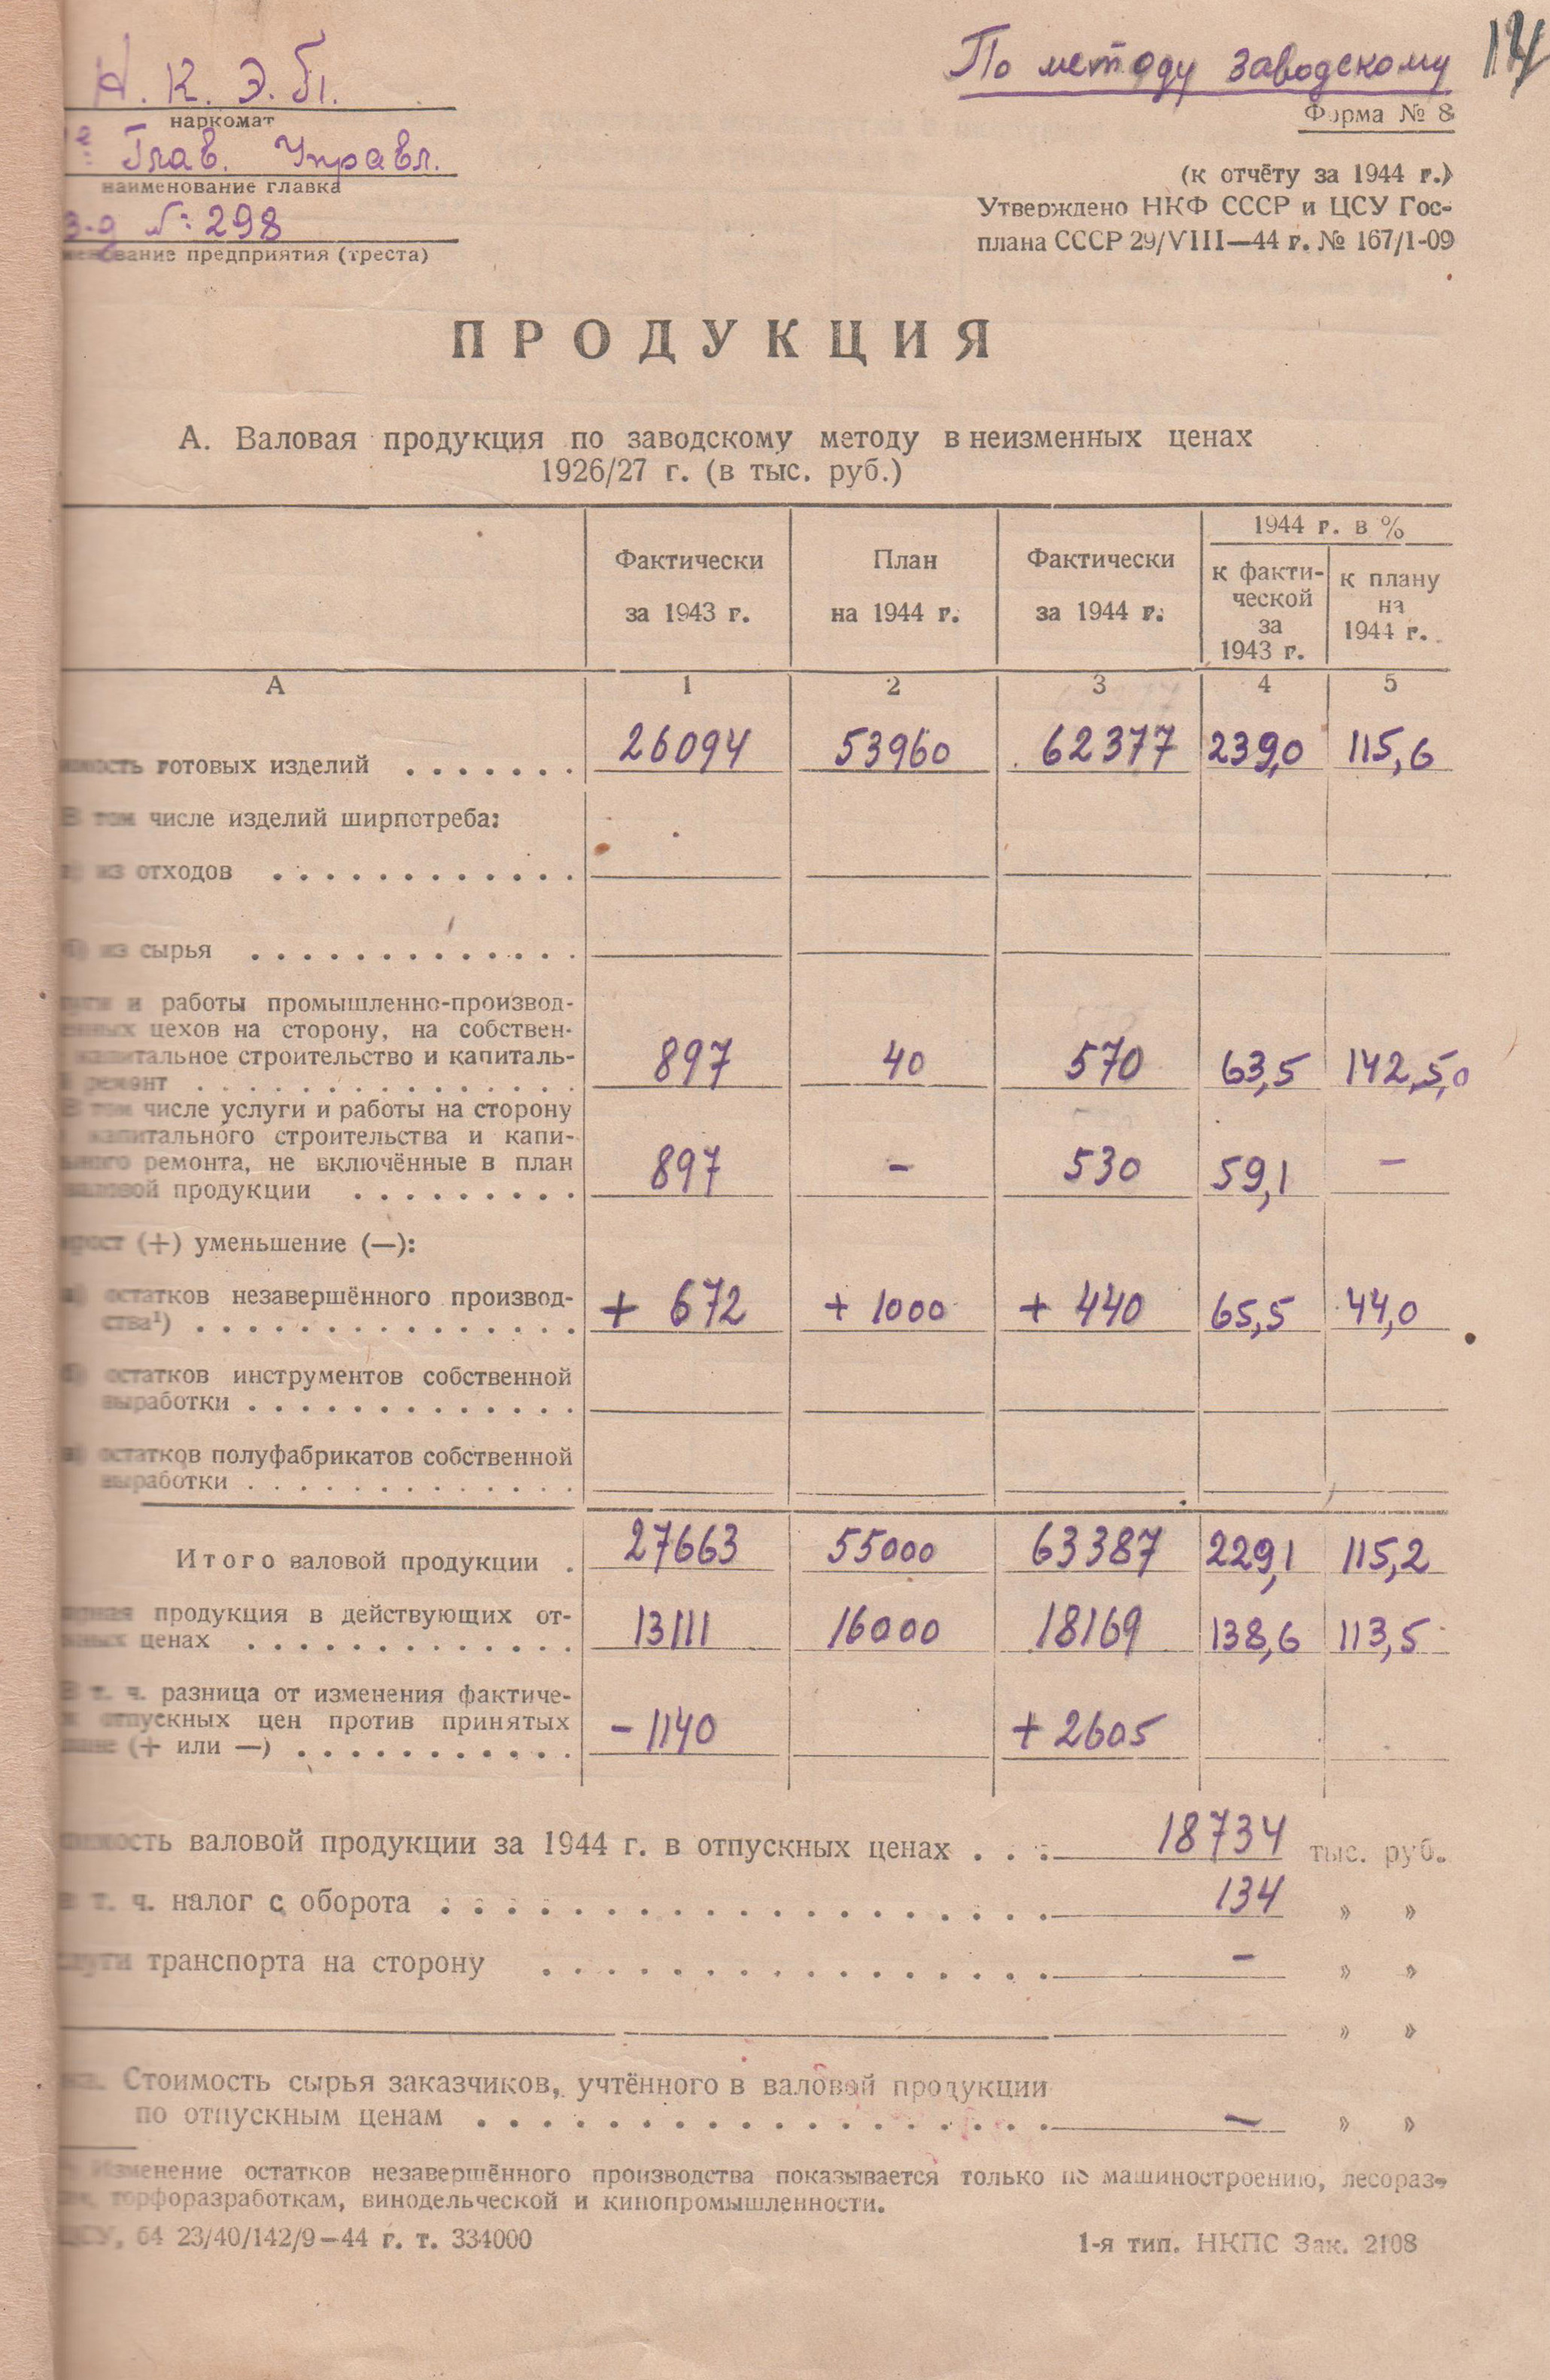 Н. К. Э. П.
наркомат
Глав. Управл.
наименование главка
з-д № 298
предприятия (треста)
По методу заводскому
Форма № 8
(к отчёту за 1944 г.)
Утверждено НКФ СССР и ЦСУ Гос-
плана СССР 29/VIII—44 г. № 167/1-09
ПРОДУКЦИЯ
А. Валовая продукция по заводскому методу в неизменных ценах
1926/27 г. (в тыс. руб.)
Фактически за 1943 г.
План на 1944 г.
Фактически за 1944 г.
1944 г. в %
к факти-
ческой
за
1943 г.
к плану
на
1944 г.
А 1 2 3 4 5
готовых изделий 26094 53960 62377 239,0 115,6
В том числе изделий ширпотреба:
из отходов
из сырья
и работы промышленно-производ-
цехов на сторону, на собствен-
капитальное строительство и капиталь-
ремонт 897 40 570 63,5 142,5,0
В том числе услуги и работы на сторону
капитального строительства и капи-
ремонта, не включённые в план
валовой продукции 897 - 530 59,1 -
(+) уменьшение (—):
остатков незавершённого производ-
ства¹) + 672 + 1000 + 440 65,5 44,0
остатков инструментов собственной
выработки
остатков полуфабрикатов собственной
выработки
Итого валовой продукции 27663 55000 63387 229,1 115,2
продукция в действующих от-
ценах 13111 16000 18169 138,6 113,5
В т. ч. разница от изменения фактиче-
отпускных цен против принятых
(+ или —) - 1140 + 2605
валовой продукции за 1944 г. в отпускных ценах 18734 тыс. руб.
в т. ч. налог с оборота 134 » »
транспорта на сторону - » »
» »
Стоимость сырья заказчиков, учтённого в валовой продукции
по отпускным ценам - » »
Изменение остатков незавершённого производства показывается только по машиностроению, лесораз-
торфоразработкам, винодельческой и кинопромышленности.
64 23/40/142/9—44 г. т. 334000
1-я тип. НКПС Зак. 2108